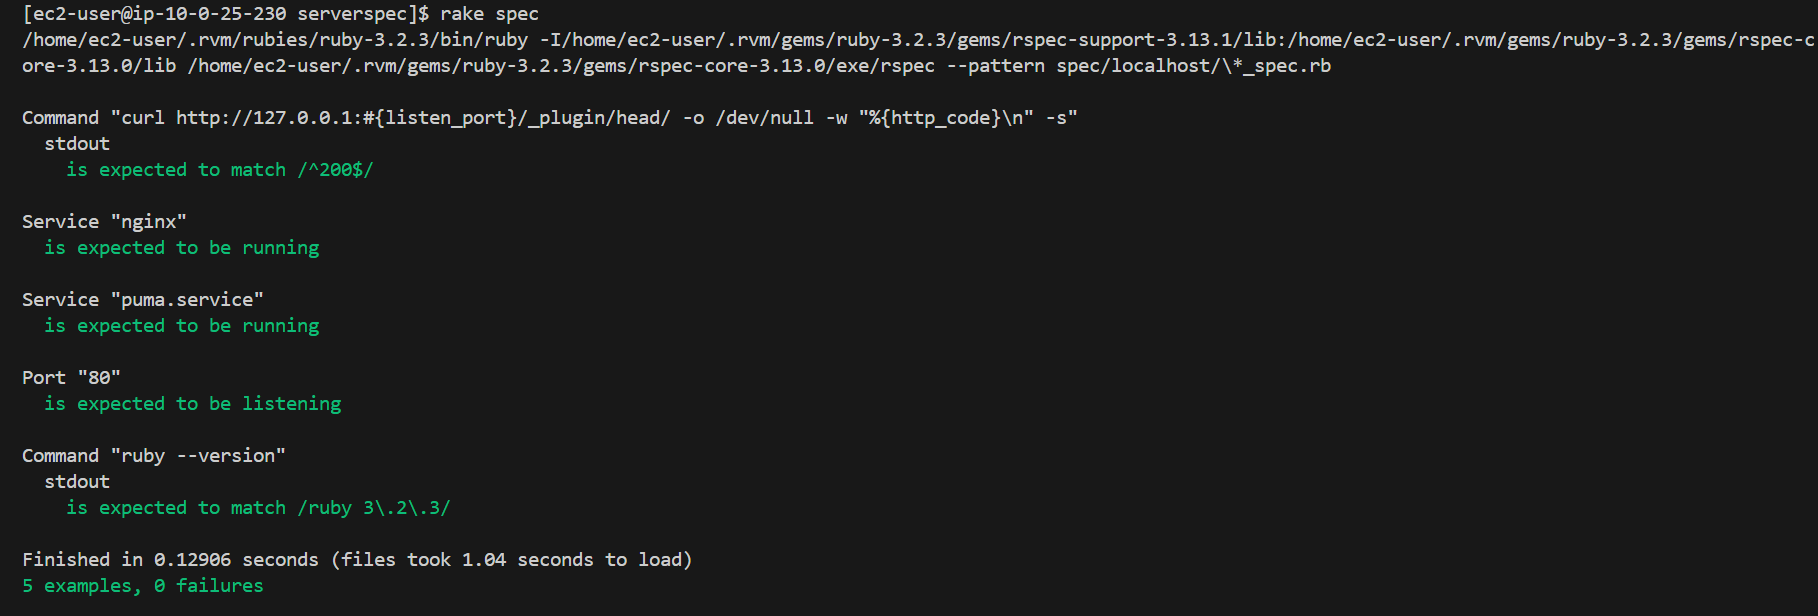 [ec2-user@ip-10-0-25-230 serverspec]$ rake spec
/home/ec2-user/.rvm/rubies/ruby-3.2.3/bin/ruby -I/home/ec2-user/.rvm/gems/ruby-3.2.3/gems/rspec-support-3.13.1/lib:/home/ec2-user/.rvm/gems/ruby-3.2.3/gems/rspec-c
ore-3.13.0/lib /home/ec2-user/.rvm/gems/ruby-3.2.3/gems/rspec-core-3.13.0/exe/rspec --pattern spec/localhost/\*_spec.rb
Command "curl http://127.0.0.1:#{listen_port}/_plugin/head/ -o /dev/null -w "%{http_code}\n" -s"
stdout
is expected to match /^200$/
Service "nginx"
is expected to be running
Service "puma.service"
is expected to be running
Port "80"
is expected to be listening
Command "ruby --version"
stdout
is expected to match /ruby 3\.2\.3/
Finished in 0.12906 seconds (files took 1.04 seconds to load)
5 examples, 0 failures